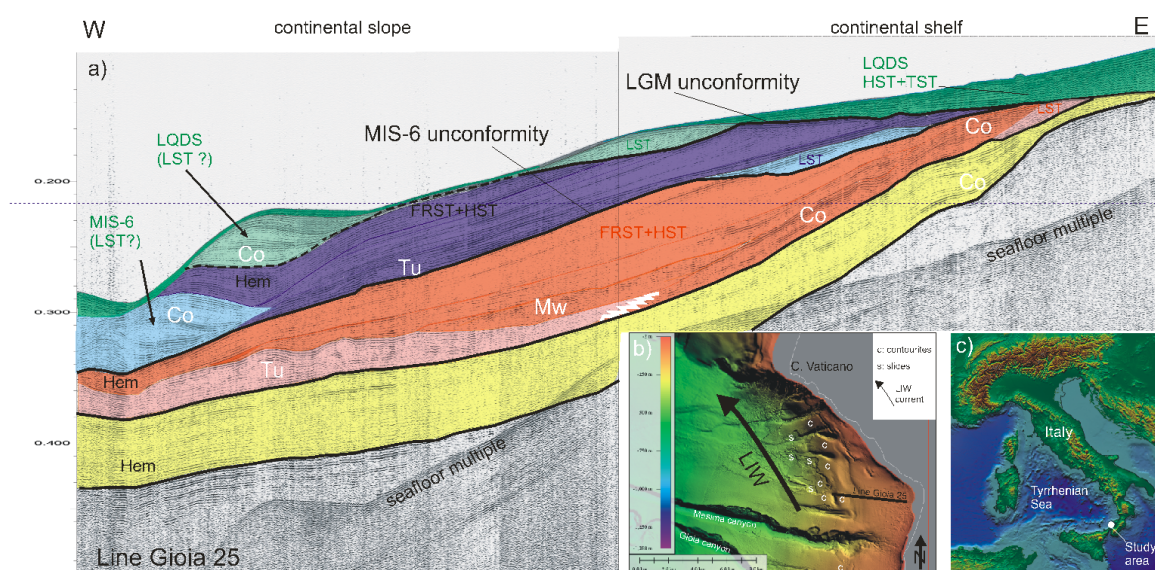 W
continental slope
continental shelf
E
a)
LQDS
HST+TST
LGM unconformity
MIS-6 unconformity
LQDS
(LST ?)
LST
LST
LST
Co
Co
Co
0.200
MIS-6
(LST?)
FRST+HST
FRST+HST
Co
Co
Tu
Hem
seafloor multiple
0.300
Co
Mw
Tu
Hem
0.400
Hem
seafloor multiple
Line Gioia 25
b)
C. Vaticano
c: contourites
s: slices
LIW
current
LIW
c
s
c
s
s
c
s
c
c
c
Line Gioia 25
Mesima canyon
Gioia canyon
N
c)
Italy
Tyrrhenian
Sea
Study
area